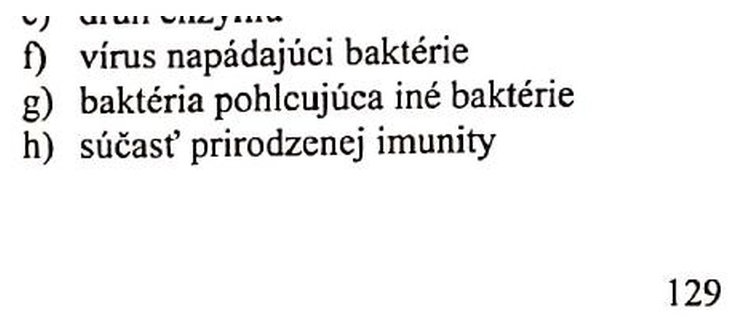 f) vírus napádajúci baktérie
g) baktéria pohlcujúca iné baktérie
h) súčasť prirodzenej imunity
129